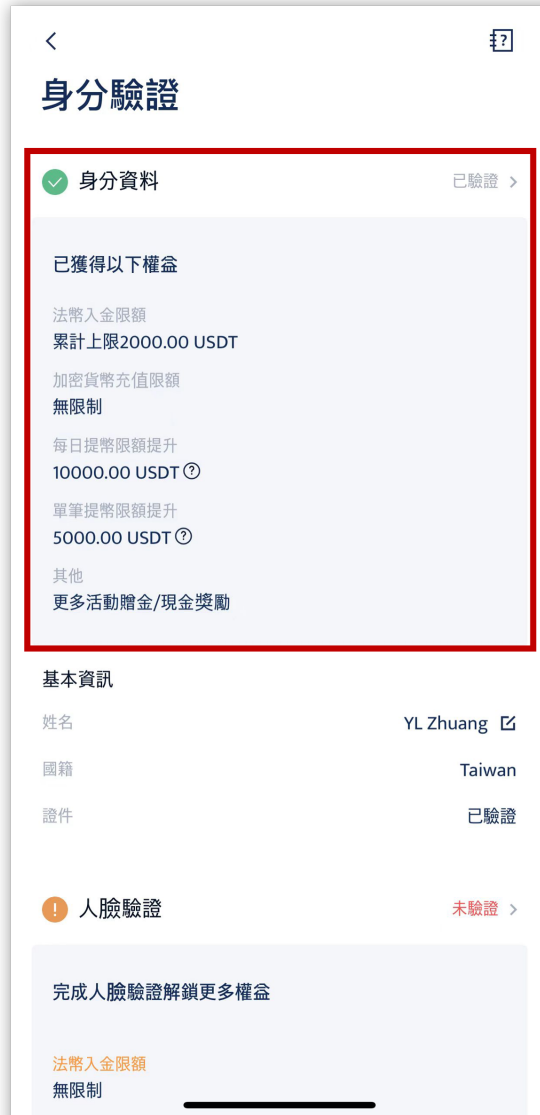 身分驗證
身分資料 已驗證
已獲得以下權益
法幣入金限額
累計上限2000.00 USDT
加密貨幣充值限額
無限制
每日提幣限額提升
10000.00 USDT
單筆提幣限額提升
5000.00 USDT
其他
更多活動贈金/現金獎勵
基本資訊
姓名 YL Zhuang
國籍 Taiwan
證件 已驗證
人臉驗證 未驗證
完成人臉驗證解鎖更多權益
法幣入金限額
無限制